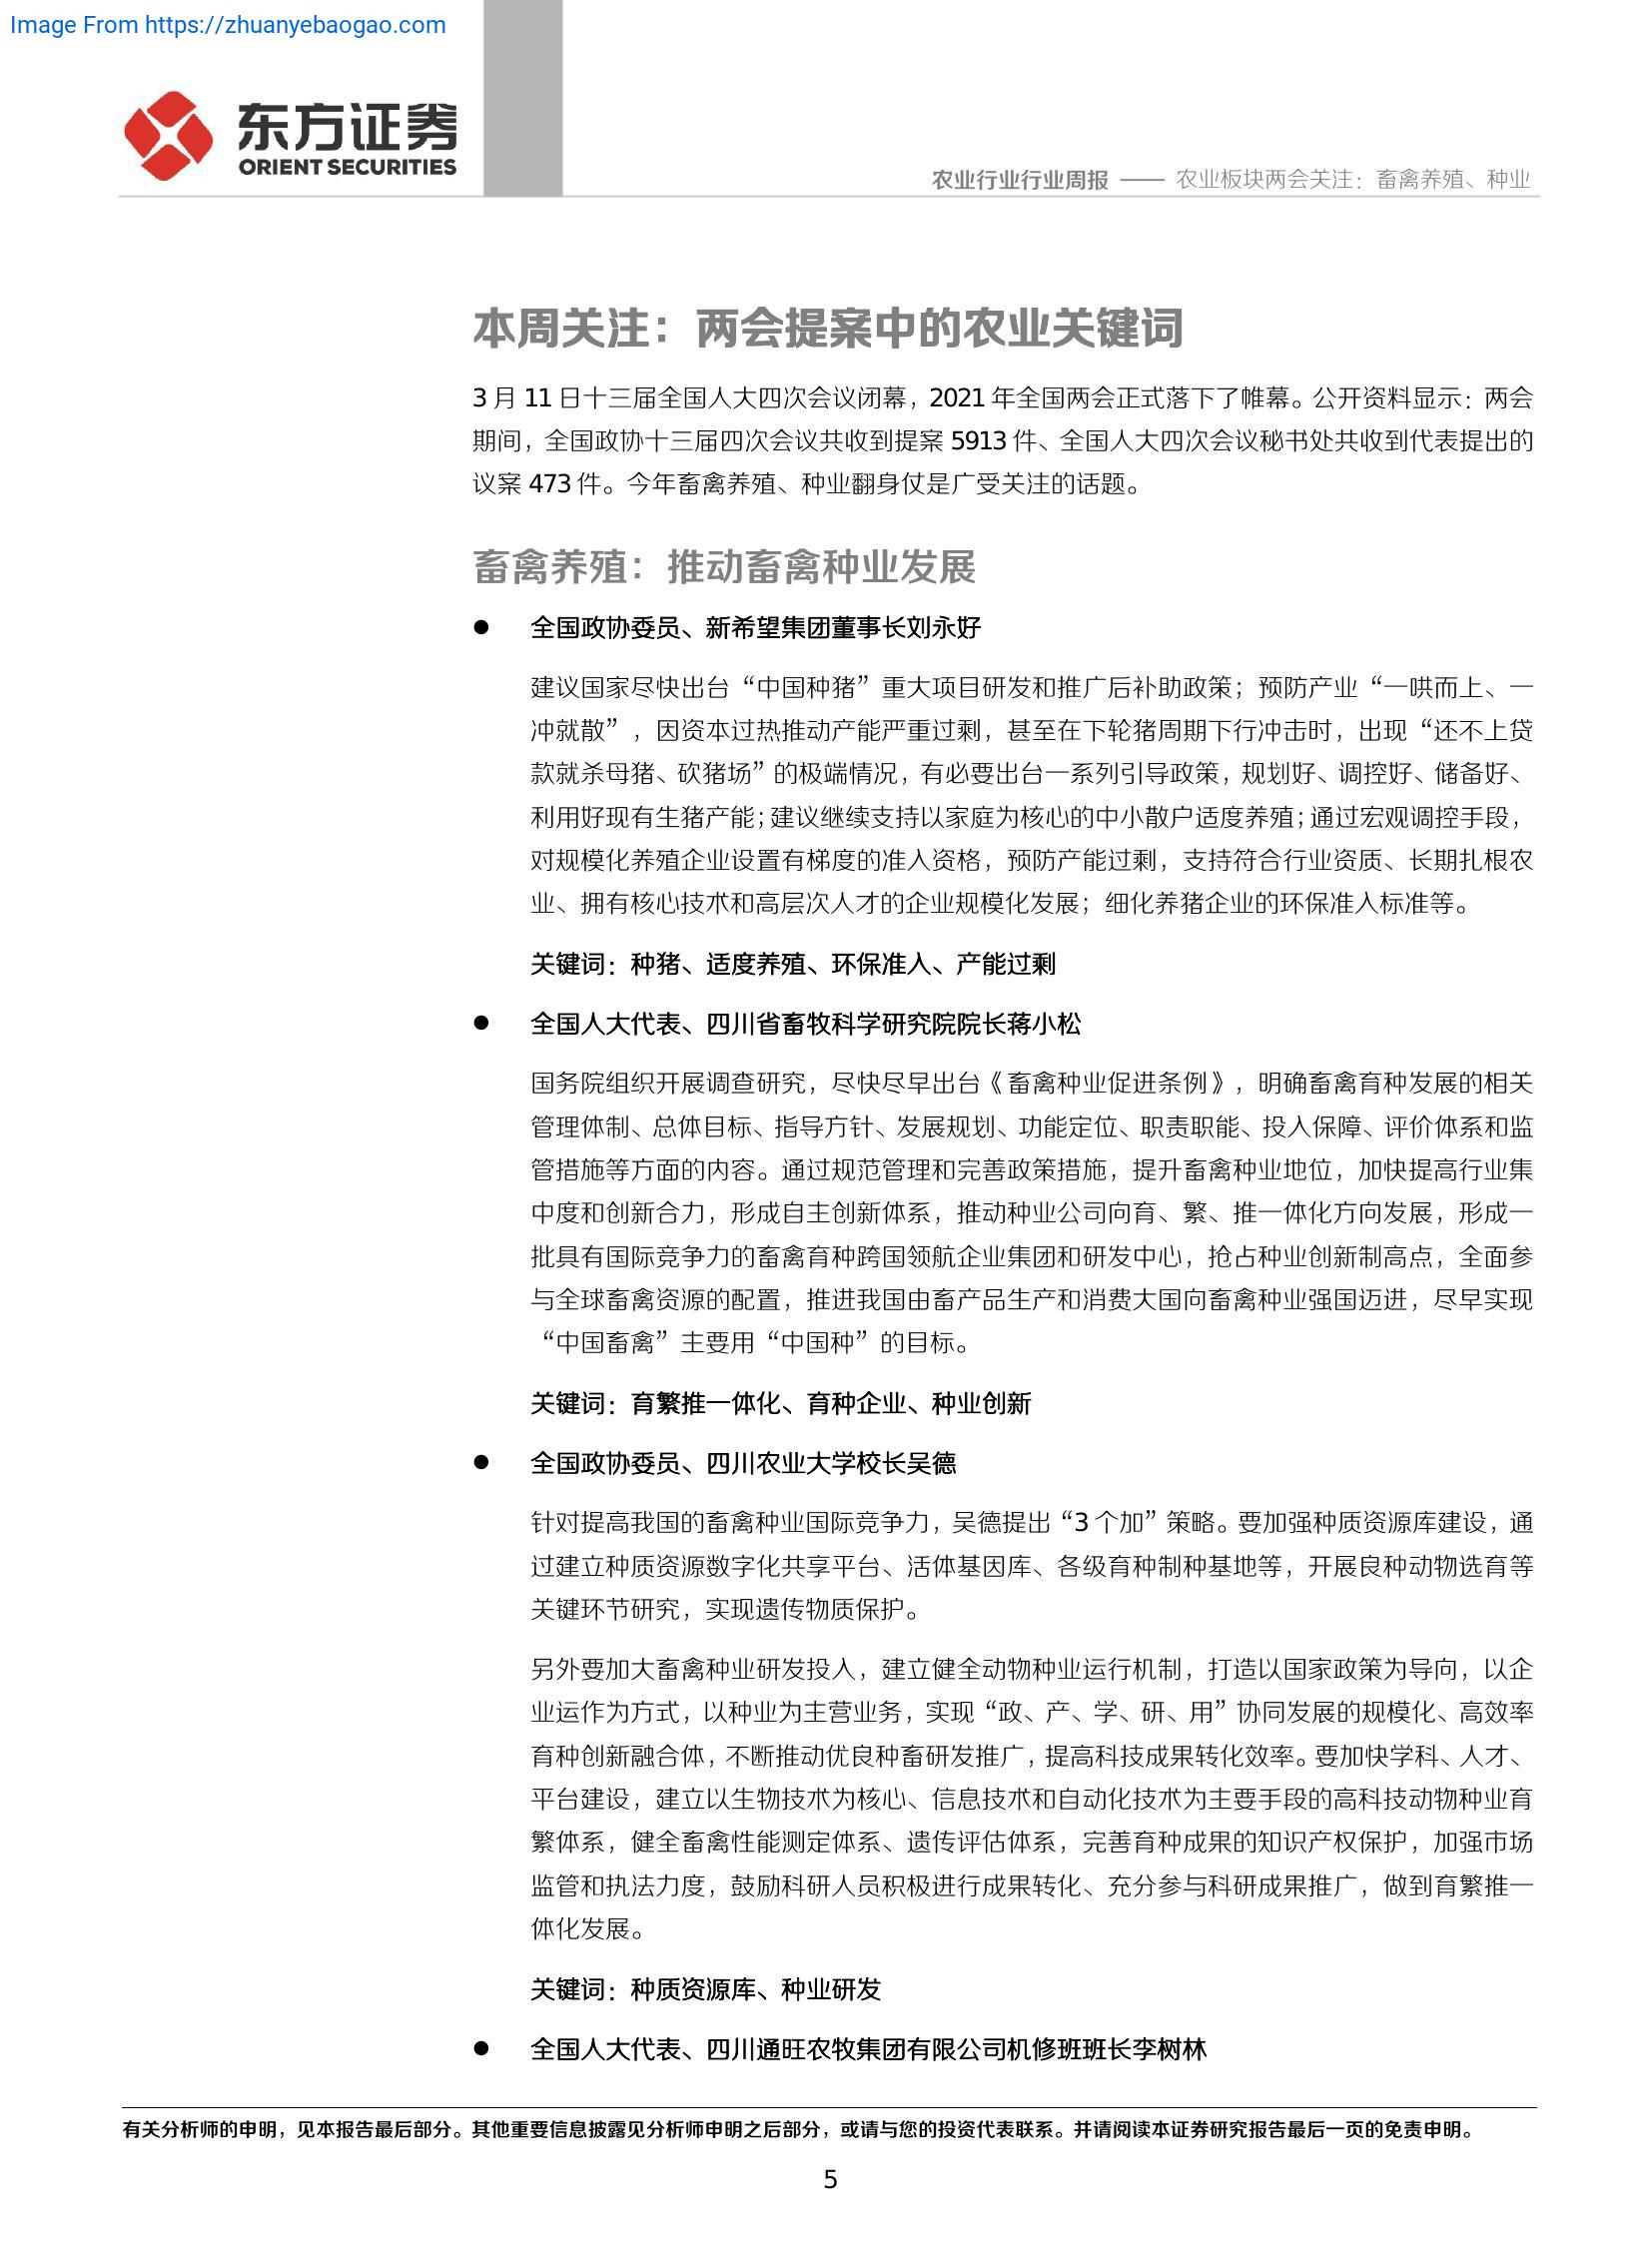 Image From https://zhuanyebaogao.com
东方证券
ORIENT SECURITIES
农业行业行业周报 —— 农业板块两会关注：畜禽养殖、种业
本周关注：两会提案中的农业关键词
3 月 11 日十三届全国人大四次会议闭幕，2021 年全国两会正式落下了帷幕。公开资料显示：两会
期间，全国政协十三届四次会议共收到提案 5913 件、全国人大四次会议秘书处共收到代表提出的
议案 473 件。今年畜禽养殖、种业翻身仗是广受关注的话题。
畜禽养殖：推动畜禽种业发展
● 全国政协委员、新希望集团董事长刘永好
建议国家尽快出台“中国种猪”重大项目研发和推广后补助政策；预防产业“一哄而上、一
冲就散”，因资本过热推动产能严重过剩，甚至在下轮猪周期下行冲击时，出现“还不上贷
款就杀母猪、砍猪场”的极端情况，有必要出台一系列引导政策，规划好、调控好、储备好、
利用好现有生猪产能；建议继续支持以家庭为核心的中小散户适度养殖；通过宏观调控手段，
对规模化养殖企业设置有梯度的准入资格，预防产能过剩，支持符合行业资质、长期扎根农
业、拥有核心技术和高层次人才的企业规模化发展；细化养猪企业的环保准入标准等。
关键词：种猪、适度养殖、环保准入、产能过剩
● 全国人大代表、四川省畜牧科学研究院院长蒋小松
国务院组织开展调查研究，尽快尽早出台《畜禽种业促进条例》，明确畜禽育种发展的相关
管理体制、总体目标、指导方针、发展规划、功能定位、职责职能、投入保障、评价体系和监
管措施等方面的内容。通过规范管理和完善政策措施，提升畜禽种业地位，加快提高行业集
中度和创新合力，形成自主创新体系，推动种业公司向育、繁、推一体化方向发展，形成一
批具有国际竞争力的畜禽育种跨国领航企业集团和研发中心，抢占种业创新制高点，全面参
与全球畜禽资源的配置，推进我国由畜产品生产和消费大国向畜禽种业强国迈进，尽早实现
“中国畜禽”主要用“中国种”的目标。
关键词：育繁推一体化、育种企业、种业创新
● 全国政协委员、四川农业大学校长吴德
针对提高我国的畜禽种业国际竞争力，吴德提出“3 个加”策略。要加强种质资源库建设，通
过建立种质资源数字化共享平台、活体基因库、各级育种制种基地等，开展良种动物选育等
关键环节研究，实现遗传物质保护。
另外要加大畜禽种业研发投入，建立健全动物种业运行机制，打造以国家政策为导向，以企
业运作为方式，以种业为主营业务，实现“政、产、学、研、用”协同发展的规模化、高效率
育种创新融合体，不断推动优良种畜研发推广，提高科技成果转化效率。要加快学科、人才、
平台建设，建立以生物技术为核心、信息技术和自动化技术为主要手段的高科技动物种业育
繁体系，健全畜禽性能测定体系、遗传评估体系，完善育种成果的知识产权保护，加强市场
监管和执法力度，鼓励科研人员积极进行成果转化、充分参与科研成果推广，做到育繁推一
体化发展。
关键词：种质资源库、种业研发
● 全国人大代表、四川通旺农牧集团有限公司机修班班长李树林
有关分析师的申明，见本报告最后部分。其他重要信息披露见分析师申明之后部分，或请与您的投资代表联系。并请阅读本证券研究报告最后一页的免责申明。
5